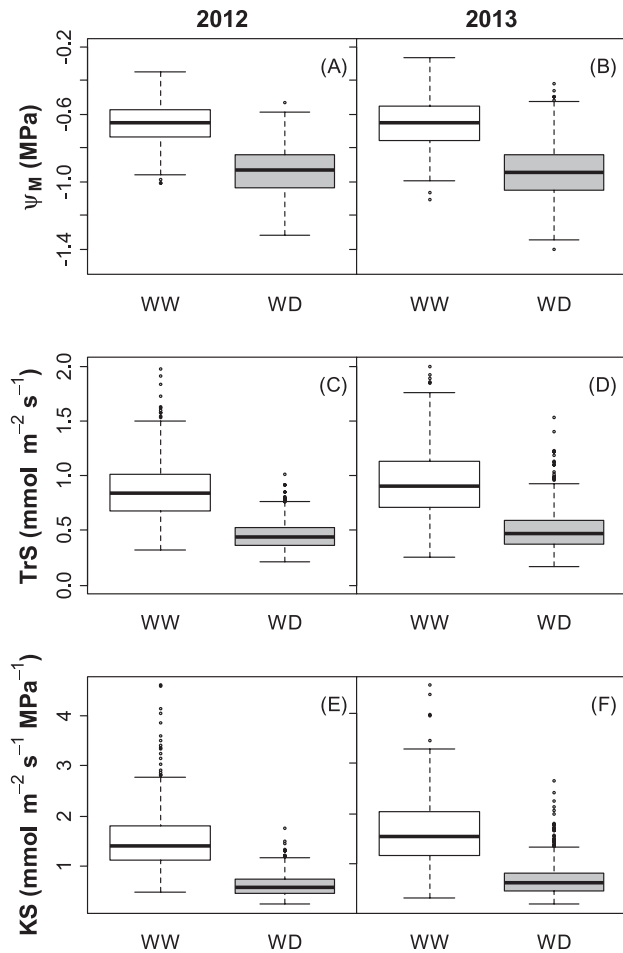 2012 2013
ψM (MPa)
-0.2
-0.6
-1.0
-1.4
(A) (B)
WW WD WW WD
TrS (mmol m−2 s−1)
2.0
1.5
1.0
0.5
0.0
(C) (D)
WW WD WW WD
KS (mmol m−2 s−1 MPa−1)
4
3
2
1
(E) (F)
WW WD WW WD